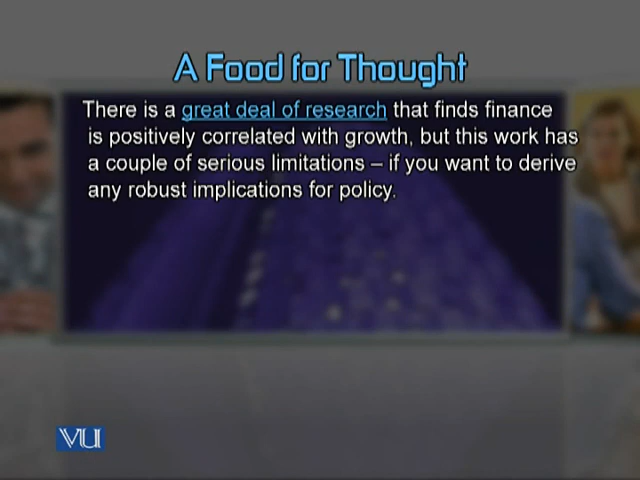 A Food for Thought
There is a great deal of research that finds finance
is positively correlated with growth, but this work has
a couple of serious limitations – if you want to derive
any robust implications for policy.
VU